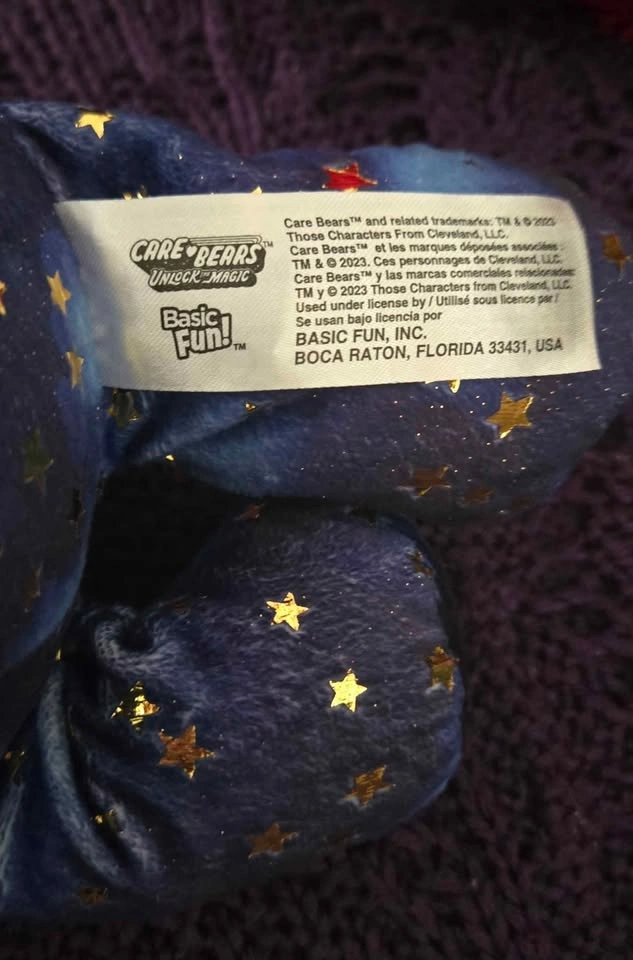 CARE BEARS™
UNLOCK THE MAGIC
Basic
Fun!™
Care Bears™ and related trademarks: TM & © 2023
Those Characters From Cleveland, LLC.
Care Bears™ et les marques déposées associées :
TM & © 2023. Ces personnages de Cleveland, LLC.
Care Bears™ y las marcas comerciales relacionadas:
TM y © 2023 Those Characters from Cleveland, LLC.
Used under license by / Utilisé sous licence par /
Se usan bajo licencia por
BASIC FUN, INC.
BOCA RATON, FLORIDA 33431, USA